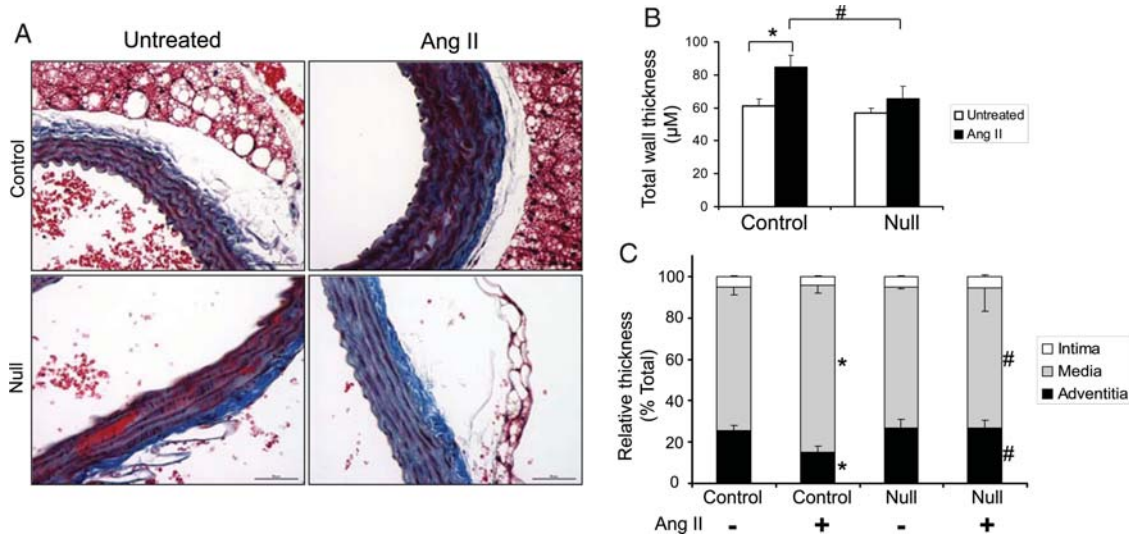 A
Untreated
Ang II
Control
Null
B
#
*
100
80
60
40
20
0
Total wall thickness
(µM)
Control
Null
Untreated
Ang II
C
100
80
60
40
20
0
Relative thickness
(% Total)
*
*
#
#
Intima
Media
Adventitia
Control
Control
Null
Null
Ang II - + - +